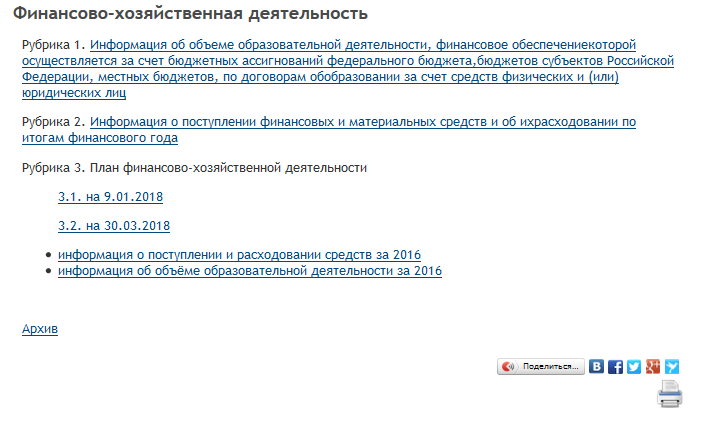 Финансово-хозяйственная деятельность
Рубрика 1. Информация об объеме образовательной деятельности, финансовое обеспечениекоторой
осуществляется за счет бюджетных ассигнований федерального бюджета,бюджетов субъектов Российской
Федерации, местных бюджетов, по договорам обобразовании за счет средств физических и (или)
юридических лиц
Рубрика 2. Информация о поступлении финансовых и материальных средств и об ихрасходовании по
итогам финансового года
Рубрика 3. План финансово-хозяйственной деятельности
3.1. на 9.01.2018
3.2. на 30.03.2018
информация о поступлении и расходовании средств за 2016
информация об объёме образовательной деятельности за 2016
Архив
Поделиться...